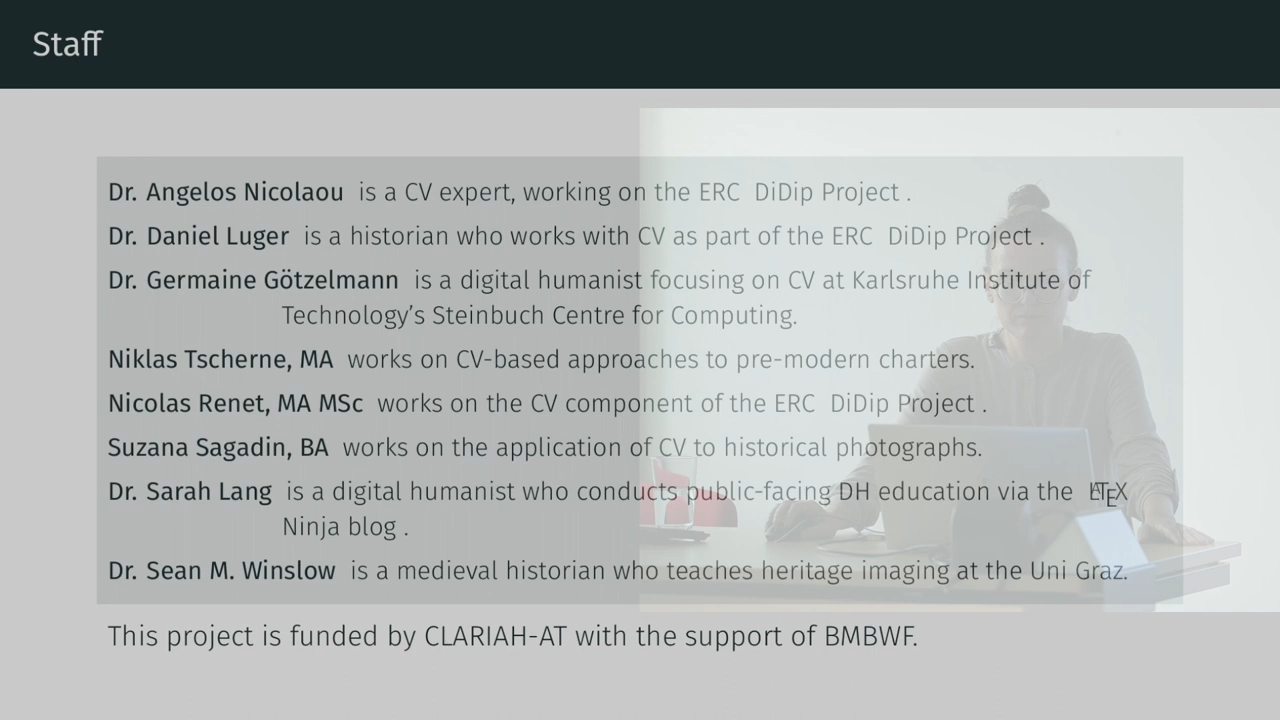 Staff
Dr. Angelos Nicolaou is a CV expert, working on the ERC DiDip Project .
Dr. Daniel Luger is a historian who works with CV as part of the ERC DiDip Project .
Dr. Germaine Götzelmann is a digital humanist focusing on CV at Karlsruhe Institute of
Technology’s Steinbuch Centre for Computing.
Niklas Tscherne, MA works on CV-based approaches to pre-modern charters.
Nicolas Renet, MA MSc works on the CV component of the ERC DiDip Project .
Suzana Sagadin, BA works on the application of CV to historical photographs.
Dr. Sarah Lang is a digital humanist who conducts public-facing DH education via the LATEX
Ninja blog .
Dr. Sean M. Winslow is a medieval historian who teaches heritage imaging at the Uni Graz.
This project is funded by CLARIAH-AT with the support of BMBWF.